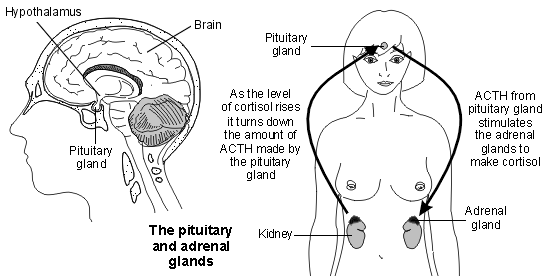 Hypothalamus
Brain
Pituitary
gland
The pituitary
and adrenal
glands
Pituitary
gland
As the level
of cortisol rises
it turns down
the amount of
ACTH made by
the pituitary
gland
ACTH from
pituitary gland
stimulates
the adrenal
glands to
make cortisol
Adrenal
gland
Kidney